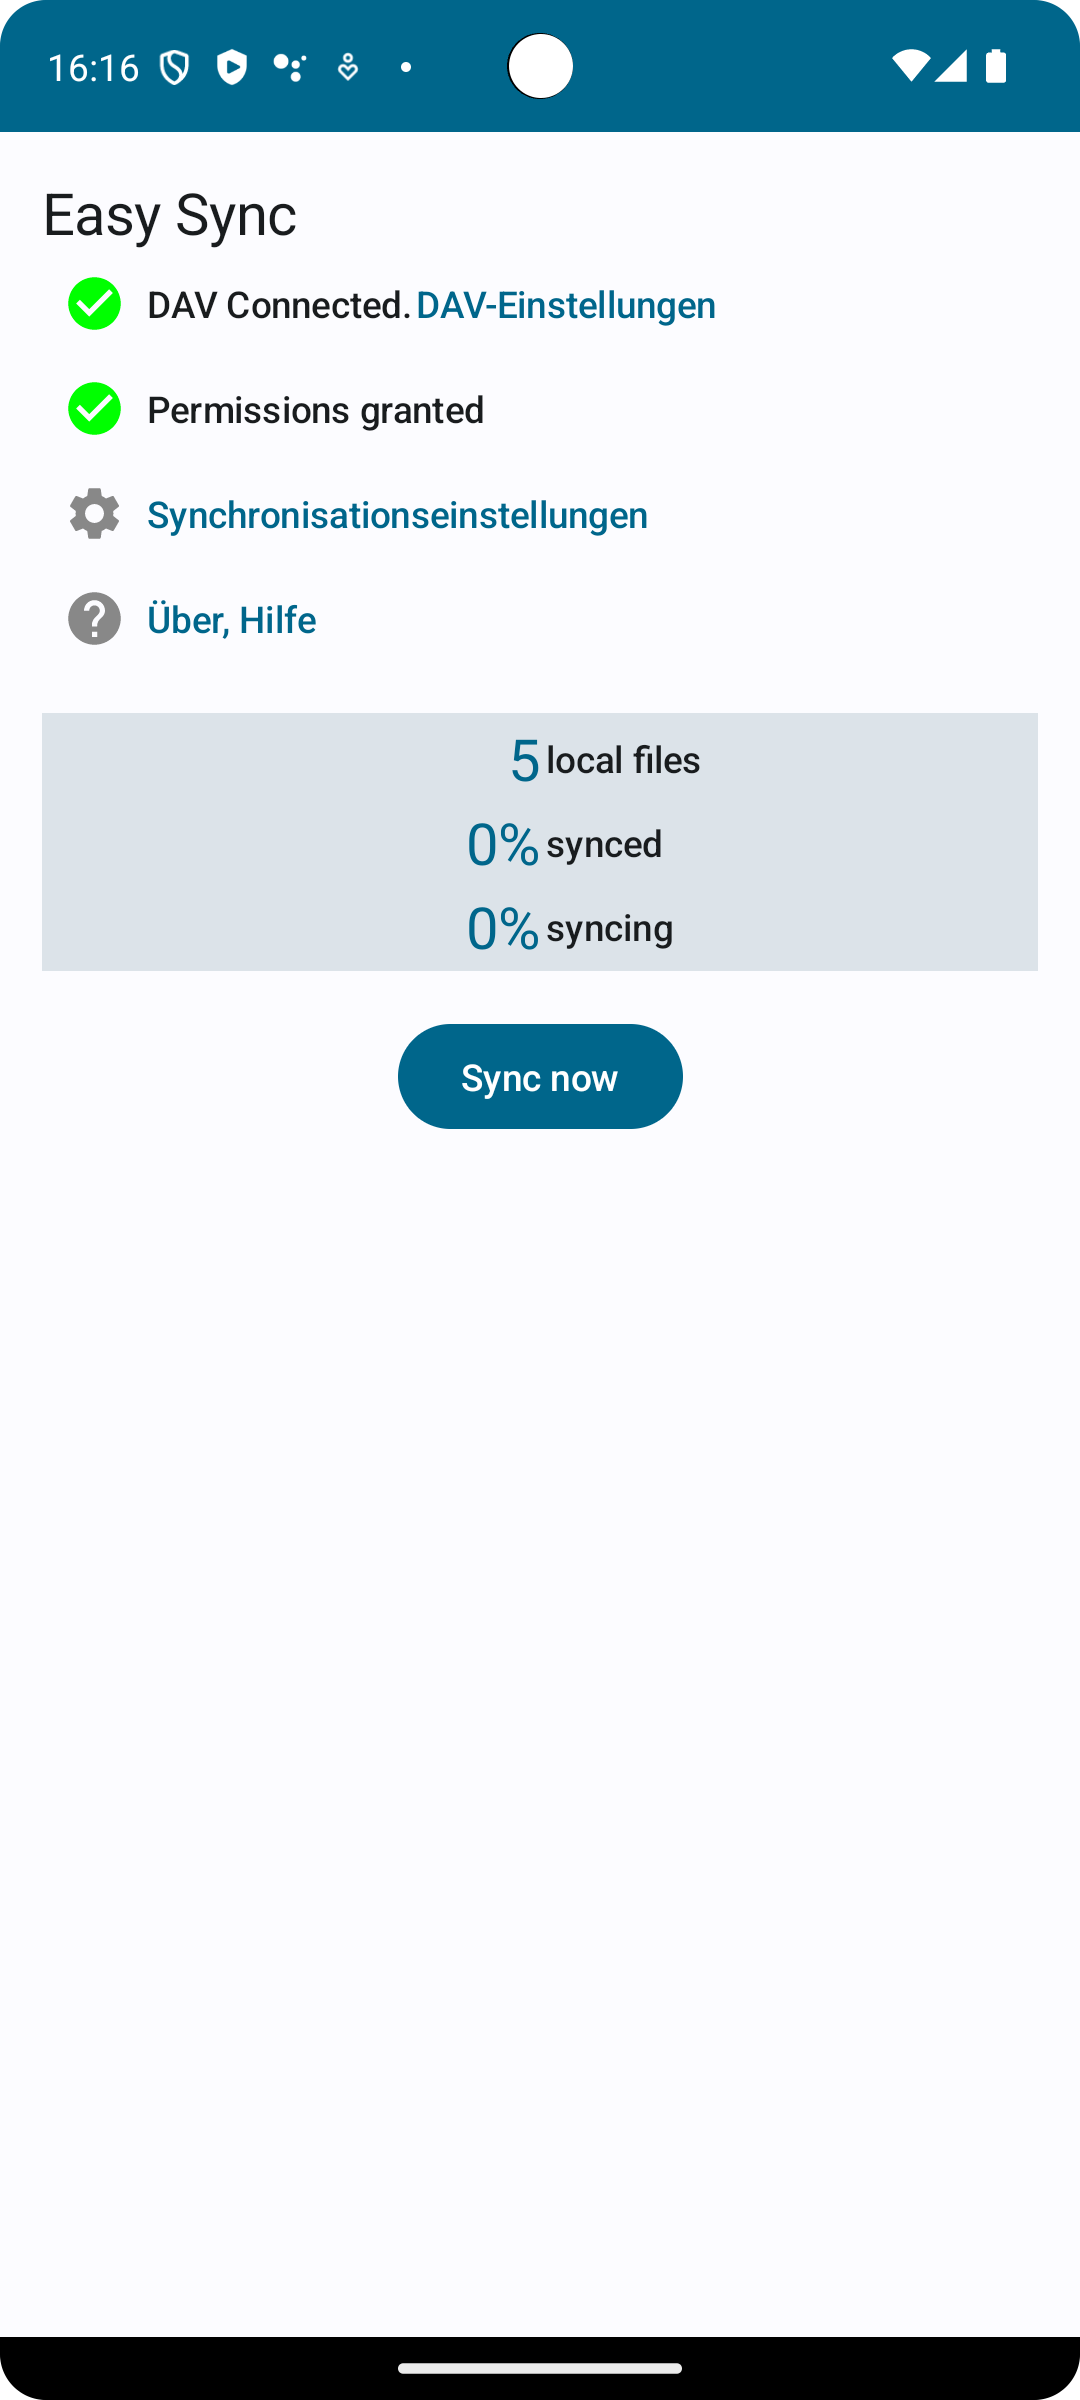 16:16
Easy Sync
DAV Connected. DAV-Einstellungen
Permissions granted
Synchronisationseinstellungen
Über, Hilfe
5 local files
0% synced
0% syncing
Sync now